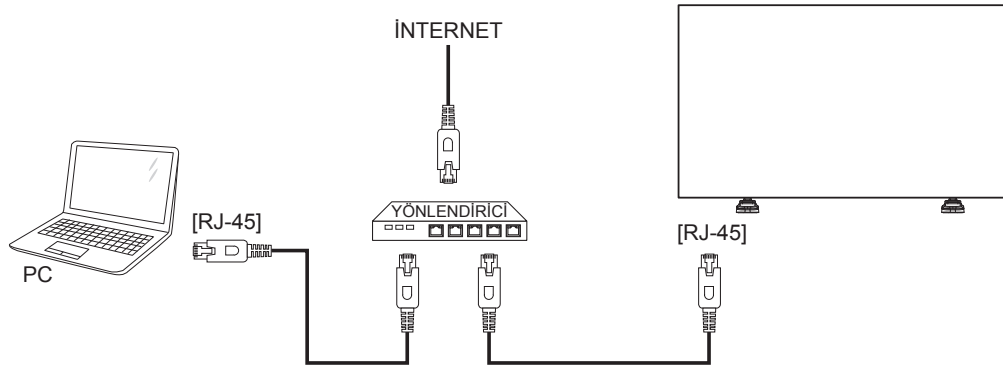 İNTERNET
YÖNLENDİRİCİ
[RJ-45]
[RJ-45]
PC